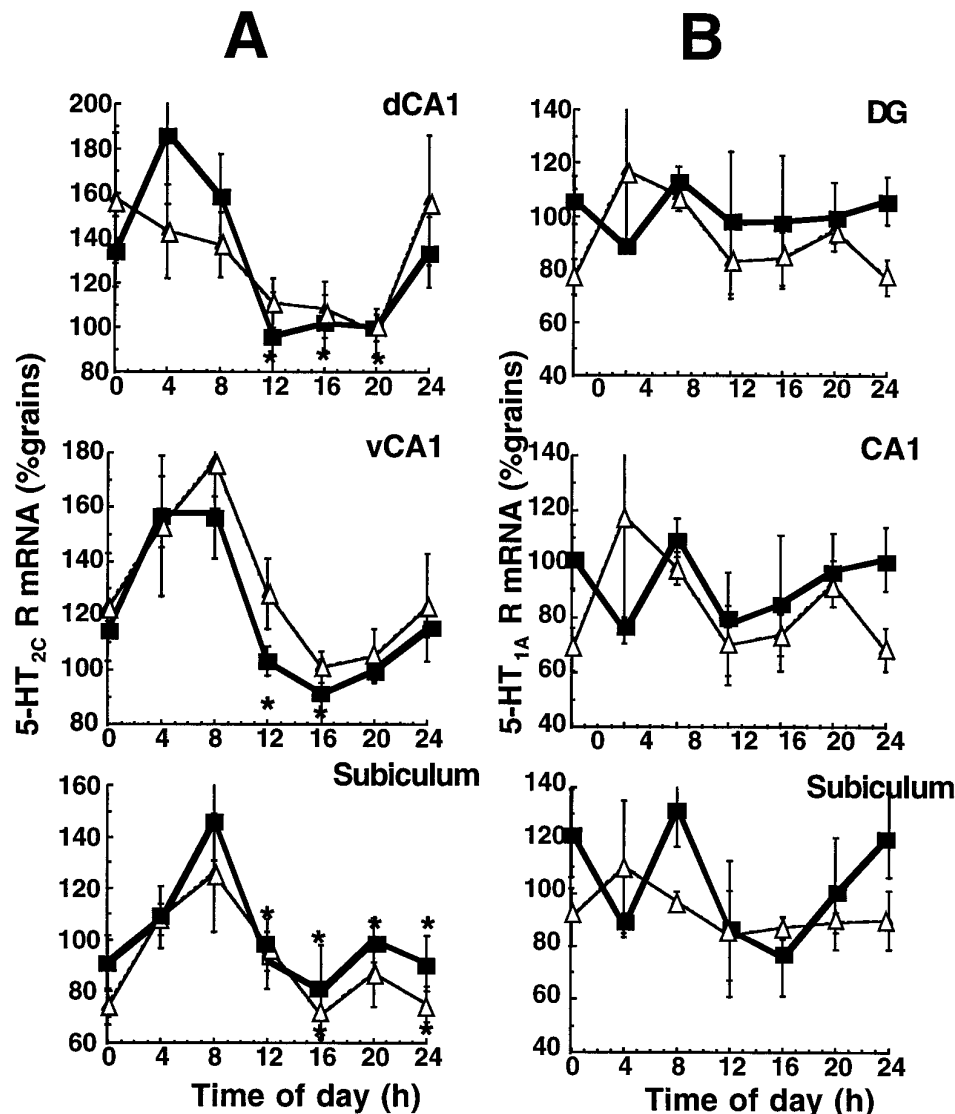 A
B
dCA1
200
180
160
140
120
100
80
0 4 8 12 16 20 24
* * *
vCA1
180
160
140
120
100
80
0 4 8 12 16 20 24
* *
5-HT2C R mRNA (%grains)
Subiculum
160
140
120
100
80
60
0 4 8 12 16 20 24
* * * *
* *
Time of day (h)
DG
140
120
100
80
60
40
0 4 8 12 16 20 24
CA1
140
120
100
80
60
40
0 4 8 12 16 20 24
5-HT1A R mRNA (%grains)
Subiculum
140
120
100
80
60
40
0 4 8 12 16 20 24
Time of day (h)